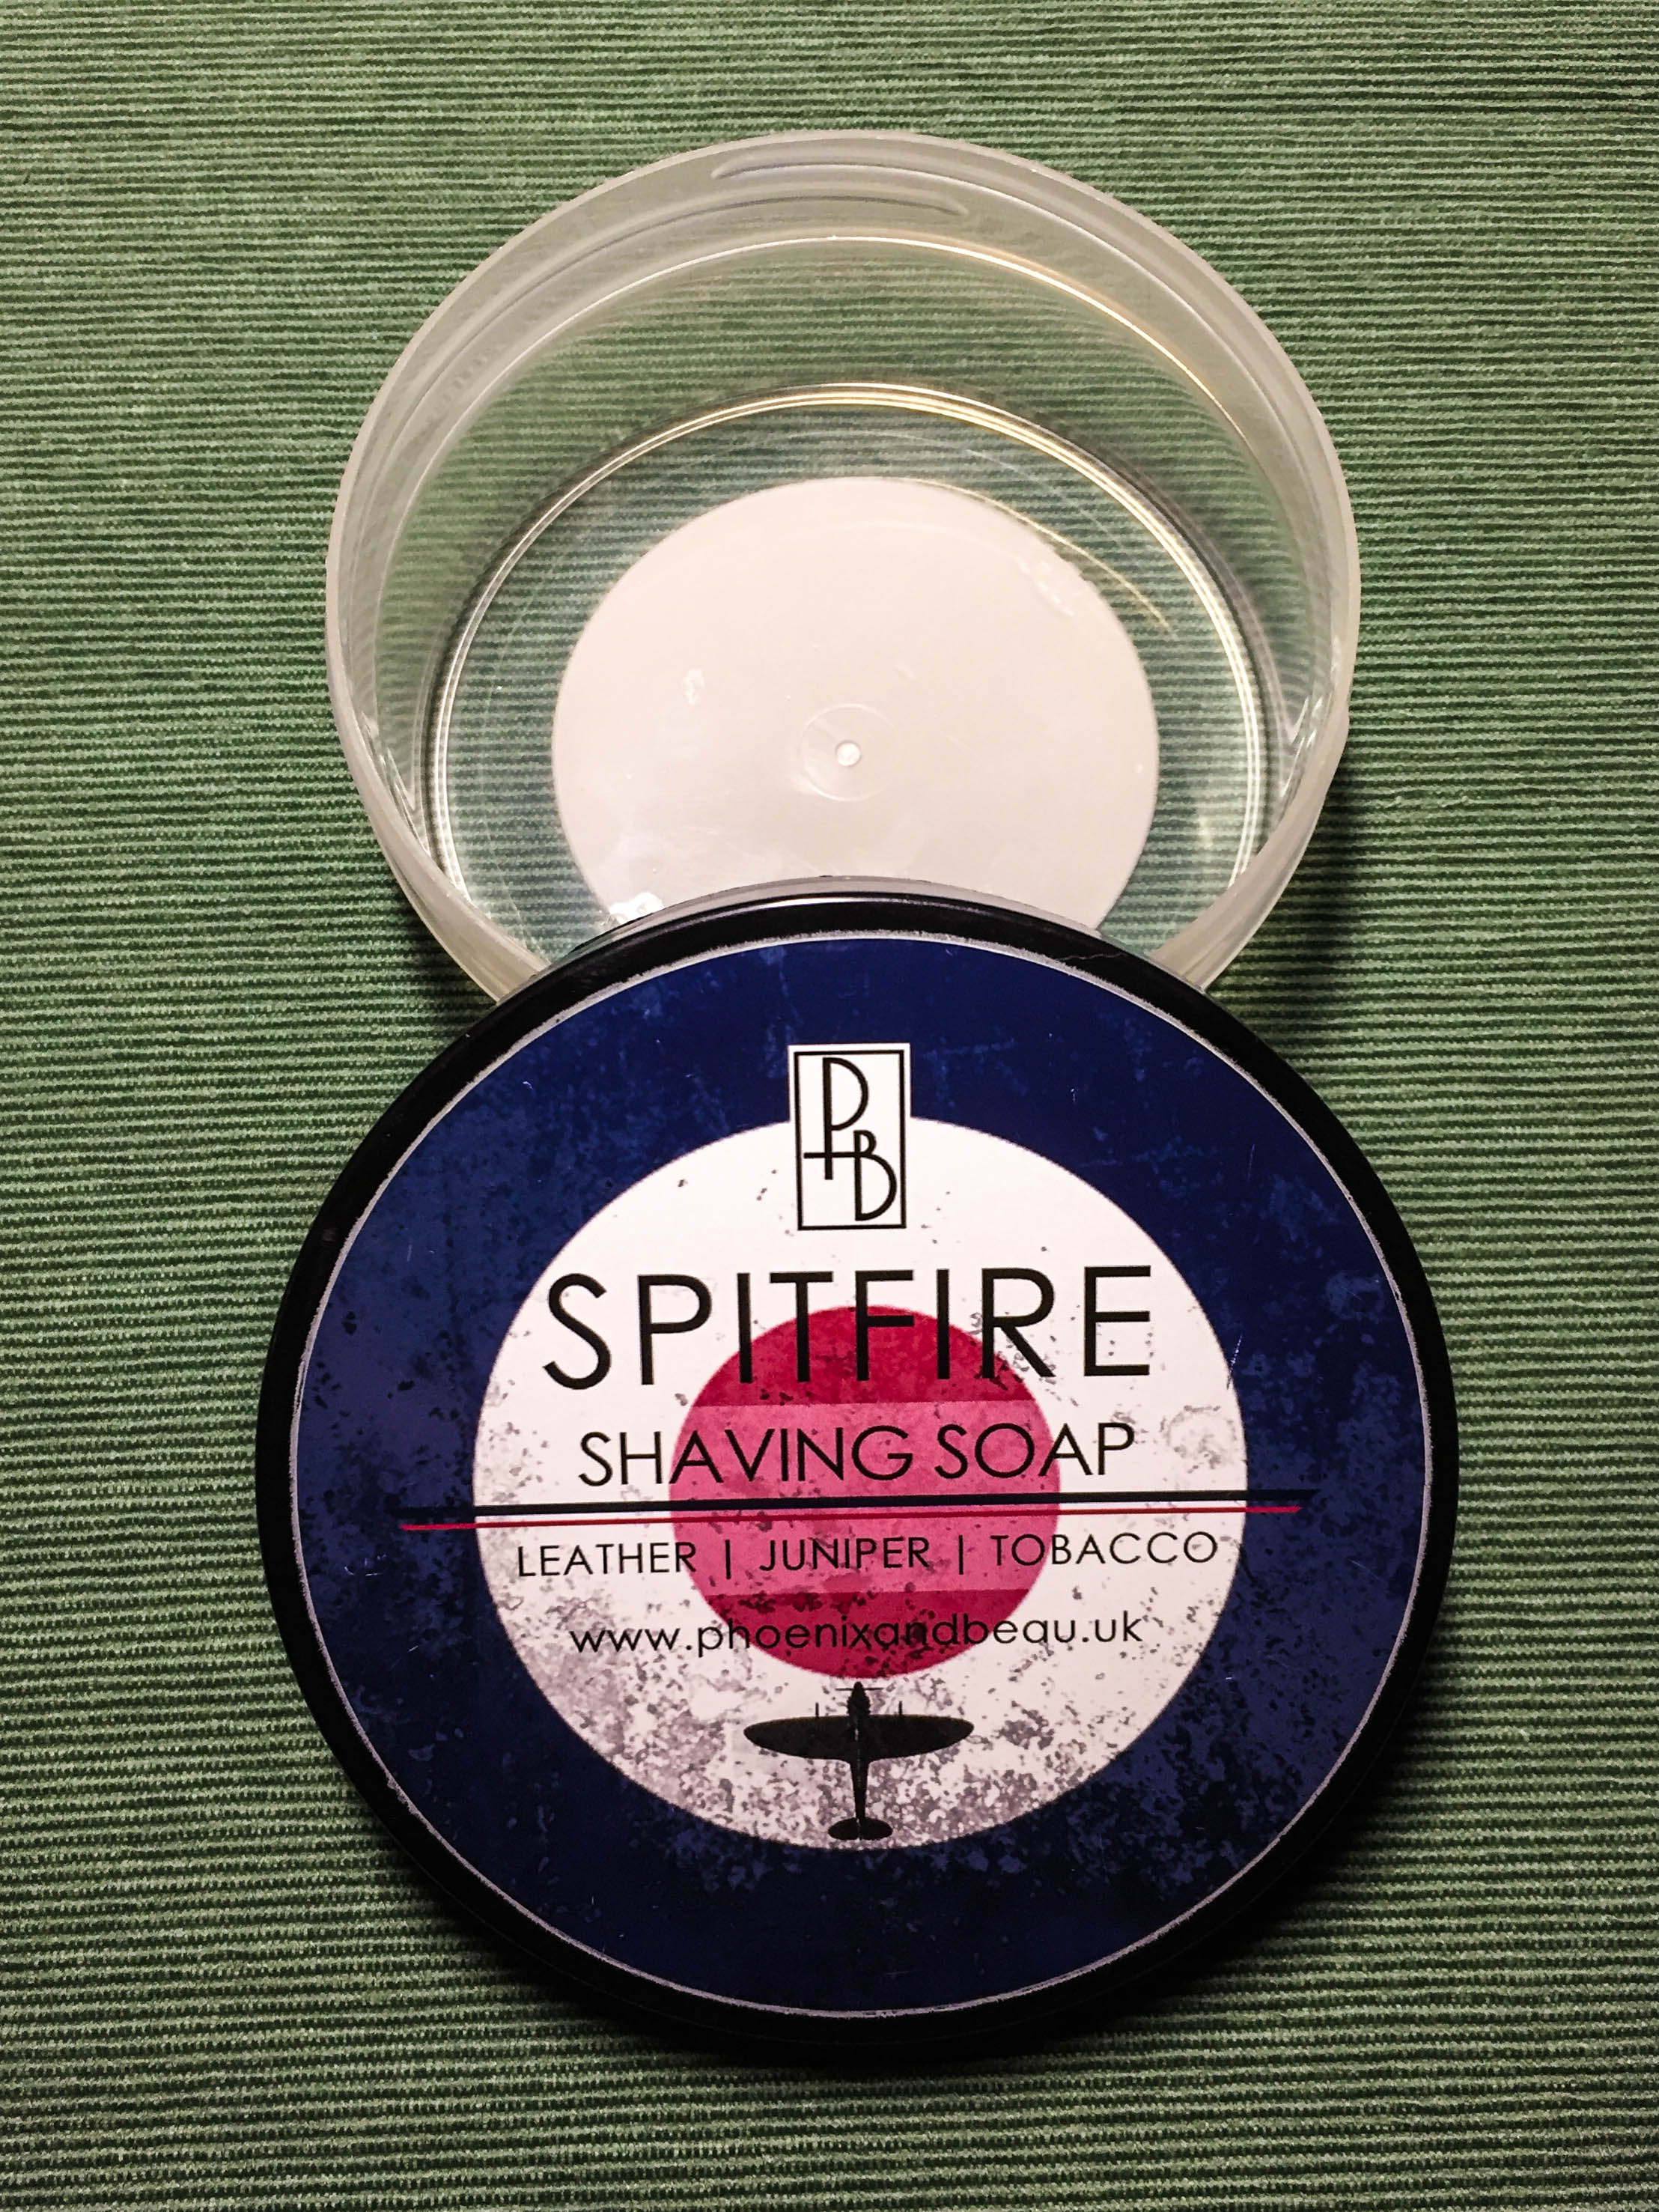 PB
SPITFIRE
SHAVING SOAP
LEATHER | JUNIPER | TOBACCO
www.phoenixandbeau.uk